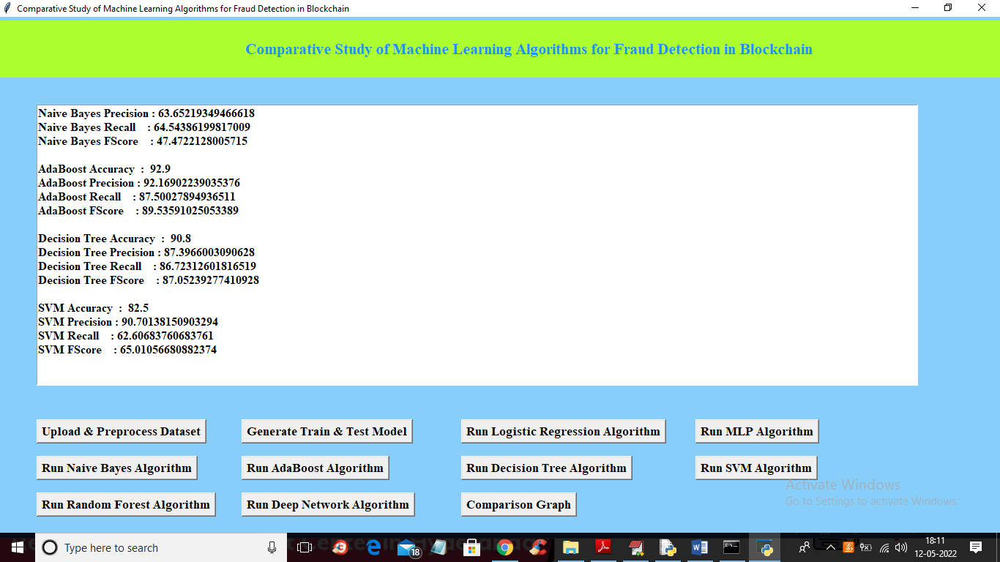 Comparative Study of Machine Learning Algorithms for Fraud Detection in Blockchain
Comparative Study of Machine Learning Algorithms for Fraud Detection in Blockchain
Naive Bayes Precision : 63.65219349466618
Naive Bayes Recall    : 64.54386199817009
Naive Bayes FScore    : 47.4722128005715
AdaBoost Accuracy  :  92.9
AdaBoost Precision : 92.16902239035376
AdaBoost Recall    : 87.50027894936511
AdaBoost FScore    : 89.53591025053389
Decision Tree Accuracy  :  90.8
Decision Tree Precision : 87.3966003090628
Decision Tree Recall    : 86.72312601816519
Decision Tree FScore    : 87.05239277410928
SVM Accuracy  :  82.5
SVM Precision : 90.70138150903294
SVM Recall    : 62.60683760683761
SVM FScore    : 65.01056680882374
Upload & Preprocess Dataset Generate Train & Test Model Run Logistic Regression Algorithm Run MLP Algorithm
Run Naive Bayes Algorithm Run AdaBoost Algorithm Run Decision Tree Algorithm Run SVM Algorithm
Activate Windows
Go to Settings to activate Windows.
Run Random Forest Algorithm Run Deep Network Algorithm Comparison Graph
Type here to search
18
18:11
12-05-2022